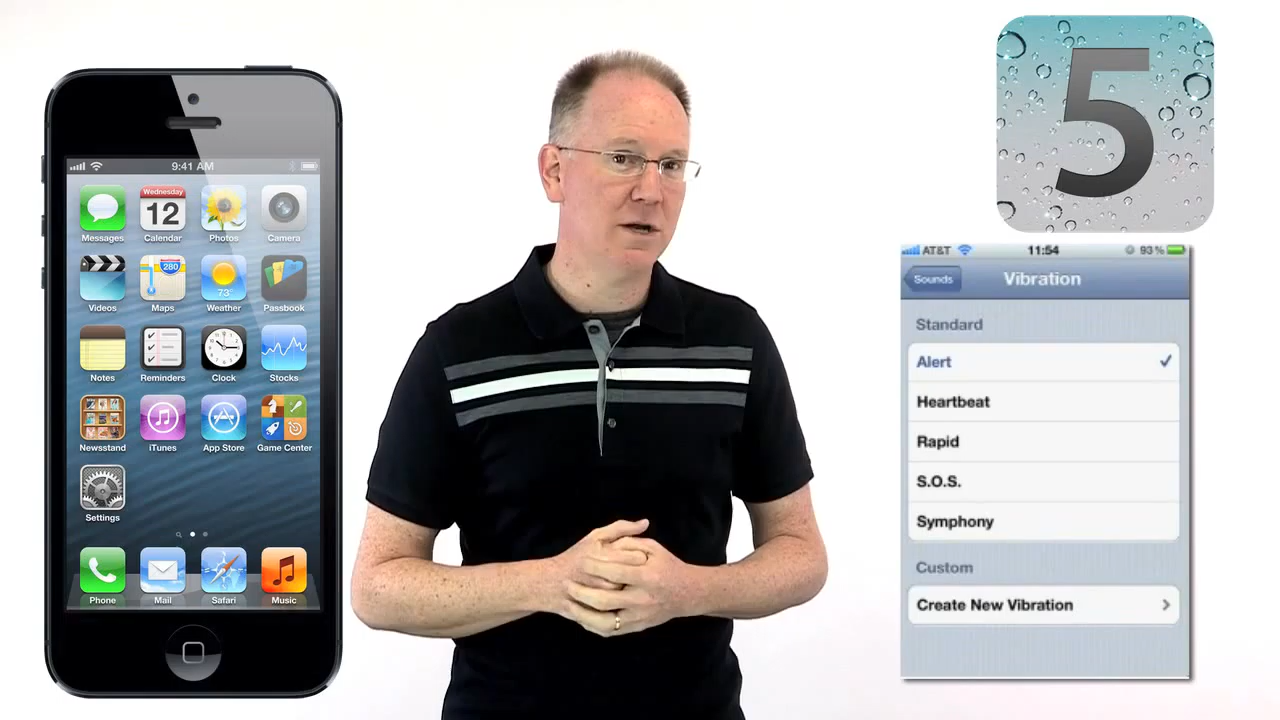 9:41 AM
Wednesday
12
280
Messages Calendar Photos Camera
73°
Videos Maps Weather Passbook
Notes Reminders Clock Stocks
Newsstand iTunes App Store Game Center
Settings
Phone Mail Safari Music
5
AT&T 11:54 93%
Sounds Vibration
Standard
Alert
Heartbeat
Rapid
S.O.S.
Symphony
Custom
Create New Vibration